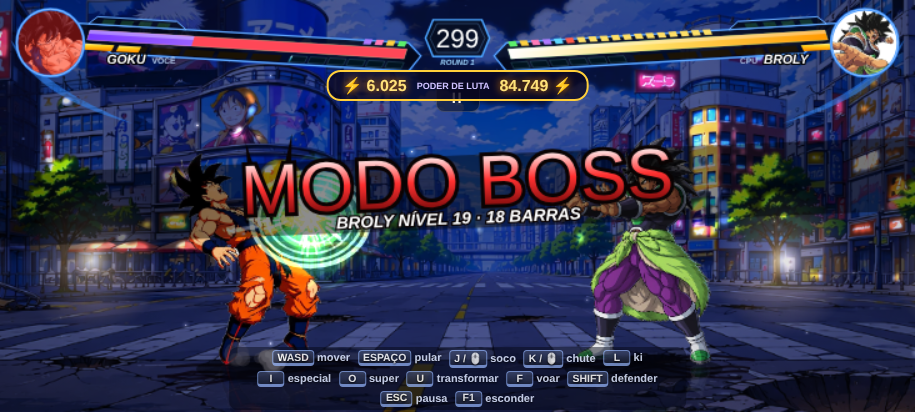 299
ROUND 1
GOKU VOCÊ
CPU BROLY
6.025 PODER DE LUTA 84.749
MODO BOSS
BROLY NÍVEL 19 · 18 BARRAS
WASD mover ESPAÇO pular J / soco K / chute L ki
I especial O super U transformar F voar SHIFT defender
ESC pausa F1 esconder